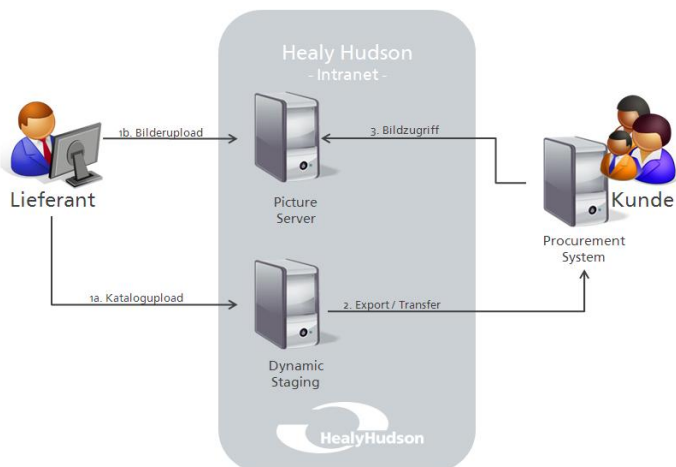 Healy Hudson
- Intranet -
1b. Bilderupload
3. Bildzugriff
Lieferant
Kunde
Picture
Server
Procurement
System
1a. Katalogupload
2. Export / Transfer
Dynamic
Staging
HealyHudson